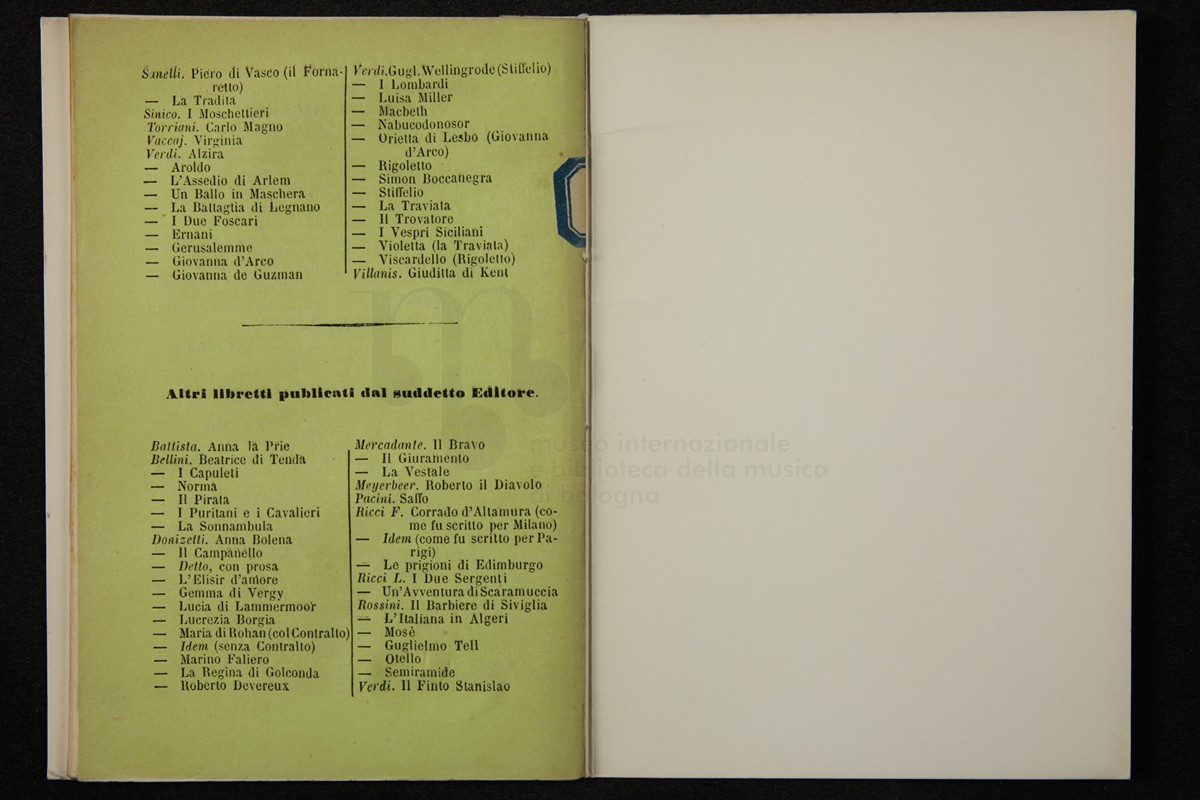 Sanelli. Piero di Vasco (il Forna-
retto)
— La Tradita
Sinico. I Moschettieri
Torriani. Carlo Magno
Vaccaj. Virginia
Verdi. Alzira
— Aroldo
— L'Assedio di Arlem
— Un Ballo in Maschera
— La Battaglia di Legnano
— I Due Foscari
— Ernani
— Gerusalemme
— Giovanna d'Arco
— Giovanna de Guzman
Verdi. Gugl. Wellingrode (Stiffelio)
— I Lombardi
— Luisa Miller
— Macbeth
— Nabucodonosor
— Orietta di Lesbo (Giovanna
d'Arco)
— Rigoletto
— Simon Boccanegra
— Stiffelio
— La Traviata
— Il Trovatore
— I Vespri Siciliani
— Violetta (la Traviata)
— Viscardello (Rigoletto)
Villanis. Giuditta di Kent
Altri libretti publicati dal suddetto Editore.
Battista. Anna la Prie
Bellini. Beatrice di Tenda
— I Capuleti
— Norma
— Il Pirata
— I Puritani e i Cavalieri
— La Sonnambula
Donizetti. Anna Bolena
— Il Campanello
— Detto, con prosa
— L'Elisir d'amore
— Gemma di Vergy
— Lucia di Lammermoor
— Lucrezia Borgia
— Maria di Rohan (col Contralto)
— Idem (senza Contralto)
— Marino Faliero
— La Regina di Golconda
— Roberto Devereux
Mercadante. Il Bravo
— Il Giuramento
— La Vestale
Meyerbeer. Roberto il Diavolo
Pacini. Saffo
Ricci F. Corrado d'Altamura (co-
me fu scritto per Milano)
— Idem (come fu scritto per Pa-
rigi)
— Le prigioni di Edimburgo
Ricci L. I Due Sergenti
— Un'Avventura di Scaramuccia
Rossini. Il Barbiere di Siviglia
— L'Italiana in Algeri
— Mosè
— Guglielmo Tell
— Otello
— Semiramide
Verdi. Il Finto Stanislao
museo internazionale
e biblioteca della musica
di bologna